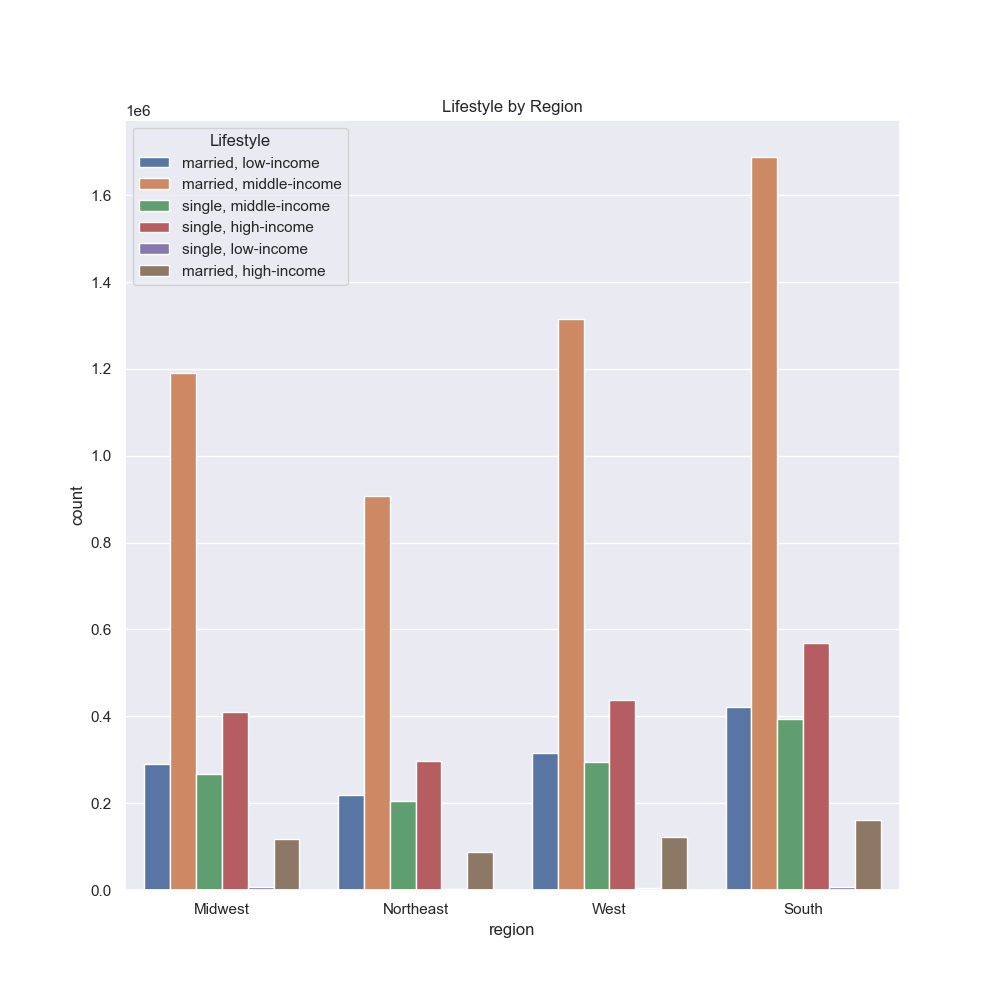 Lifestyle by Region
1e6
Lifestyle
married, low-income
married, middle-income
single, middle-income
single, high-income
single, low-income
married, high-income
1.6
1.4
1.2
1.0
0.8
0.6
0.4
0.2
0.0
count
Midwest Northeast West South
region